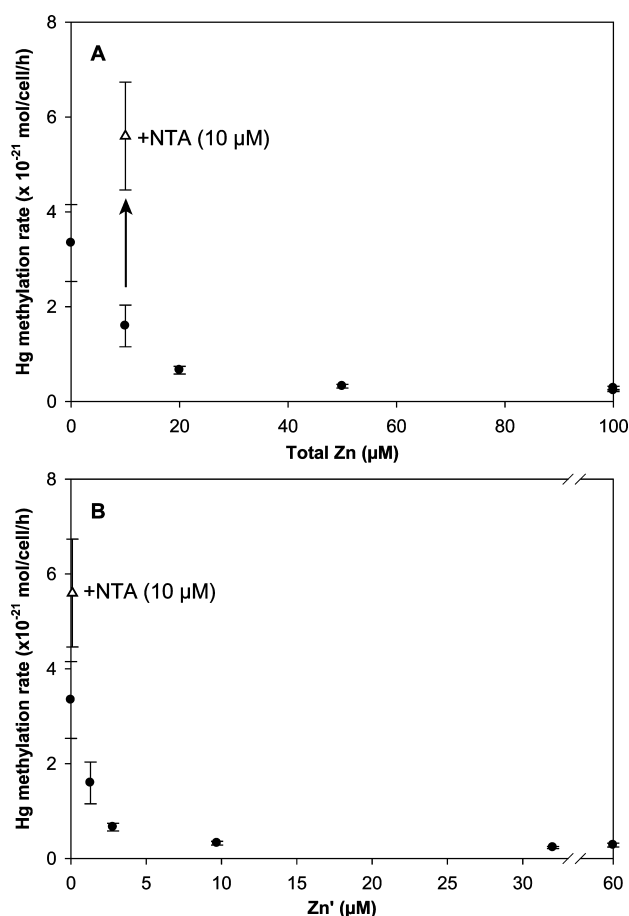 A
Hg methylation rate (x 10⁻²¹ mol/cell/h)
8
6
4
2
0
+NTA (10 µM)
0 20 40 60 80 100
Total Zn (µM)
B
Hg methylation rate (x10⁻²¹ mol/cell/h)
8
6
4
2
0
+NTA (10 µM)
0 5 10 15 20 25 30 60
Zn' (µM)